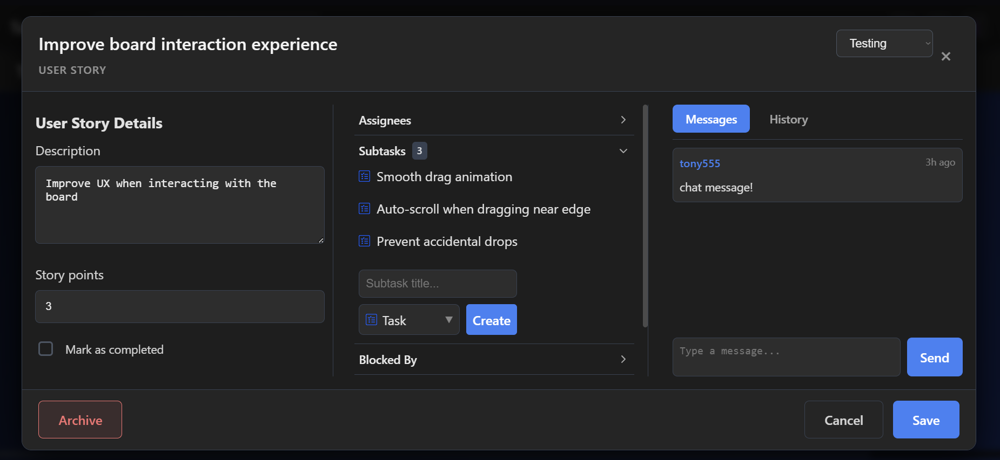 Improve board interaction experience
USER STORY
Testing
User Story Details
Description
Improve UX when interacting with the
board
Story points
3
Mark as completed
Assignees
Subtasks 3
Smooth drag animation
Auto-scroll when dragging near edge
Prevent accidental drops
Subtask title...
Task
Create
Blocked By
Messages
History
tony555
3h ago
chat message!
Type a message...
Send
Archive
Cancel
Save